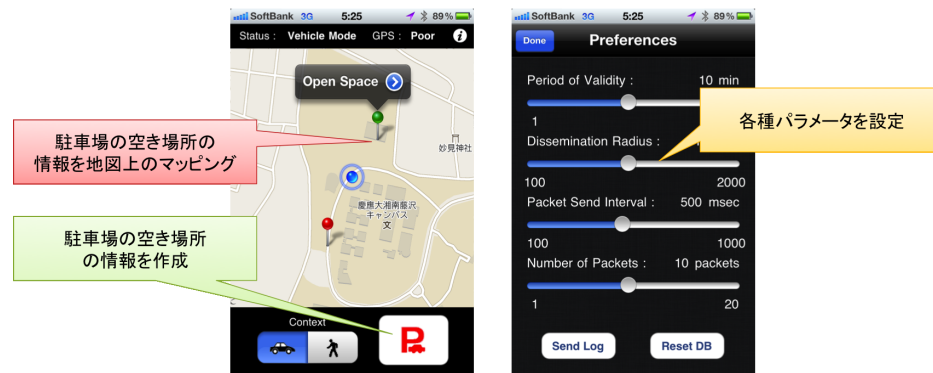 SoftBank 3G 5:25 89%
Status : Vehicle Mode GPS : Poor i
Open Space
妙見神社
慶應大湘南藤沢
キャンパス
文
Context
P
駐車場の空き場所の
情報を地図上のマッピング
駐車場の空き場所
の情報を作成
SoftBank 3G 5:25 89%
Done Preferences
Period of Validity : 10 min
1
Dissemination Radius :
100 2000
Packet Send Interval : 500 msec
100 1000
Number of Packets : 10 packets
1 20
Send Log Reset DB
各種パラメータを設定